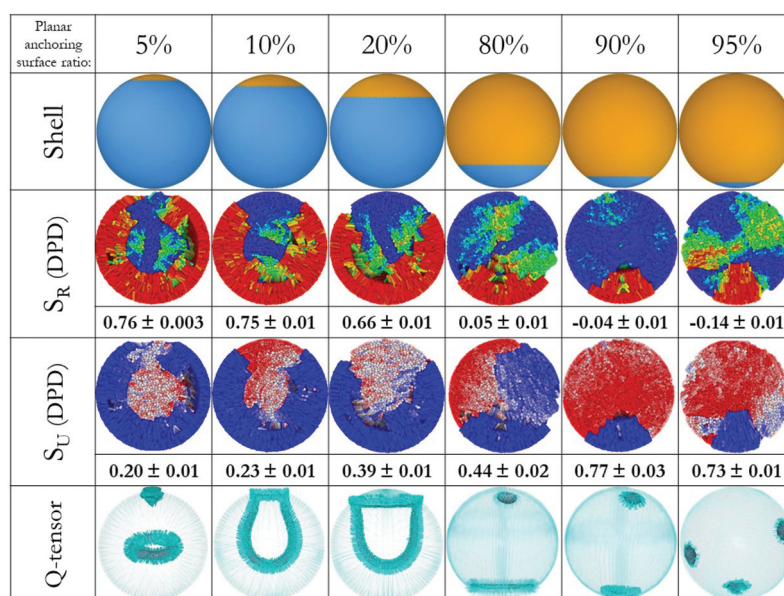 Planar
anchoring
surface ratio:
5%
10%
20%
80%
90%
95%
Shell
S_R (DPD)
0.76 ± 0.003
0.75 ± 0.01
0.66 ± 0.01
0.05 ± 0.01
-0.04 ± 0.01
-0.14 ± 0.01
S_U (DPD)
0.20 ± 0.01
0.23 ± 0.01
0.39 ± 0.01
0.44 ± 0.02
0.77 ± 0.03
0.73 ± 0.01
Q-tensor